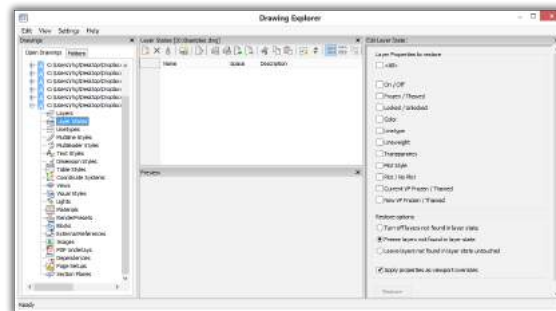 Drawing Explorer
Edit View Settings Help
Drawings
Open Drawings Folders
Layers
Layer States
Linetypes
Multiline Styles
Multileader Styles
Text Styles
Dimension Styles
Table Styles
Coordinate Systems
Views
Visual Styles
Lights
Materials
RenderPresets
Blocks
ExternalReferences
Images
PDF Underlays
Dependencies
Page Setups
Section Planes
Name Space Description
Preview
Edit Layer State:
Layer Properties to restore
<All>
On / Off
Frozen / Thawed
Locked / Unlocked
Color
Linetype
Lineweight
Transparency
Plot Style
Plot / No Plot
Current VP Frozen / Thawed
New VP Frozen / Thawed
Restore options
Turn off layers not found in layer state
Freeze layers not found in layer state
Leave layers not found in layer state untouched
Apply properties as viewport overrides
Restore
Ready